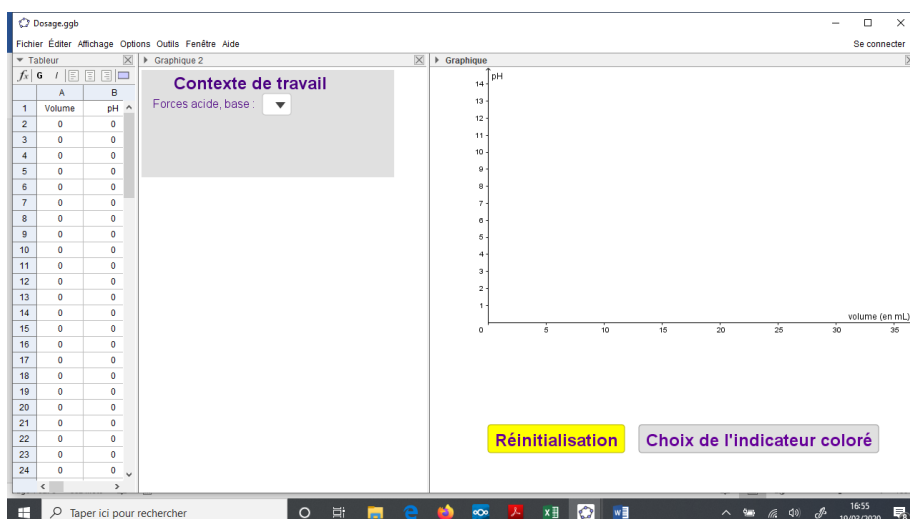 Dosage.ggb
Fichier Éditer Affichage Options Outils Fenêtre Aide
Se connecter
Tableur
Graphique 2
Graphique
fx G I
A B
1 Volume pH
2 0 0
3 0 0
4 0 0
5 0 0
6 0 0
7 0 0
8 0 0
9 0 0
10 0 0
11 0 0
12 0 0
13 0 0
14 0 0
15 0 0
16 0 0
17 0 0
18 0 0
19 0 0
20 0 0
21 0 0
22 0 0
23 0 0
24 0 0
Contexte de travail
Forces acide, base :
pH
14
13
12
11
10
9
8
7
6
5
4
3
2
1
volume (en mL)
0 5 10 15 20 25 30 35
Réinitialisation
Choix de l'indicateur coloré
Taper ici pour rechercher
16:55
10/03/2020